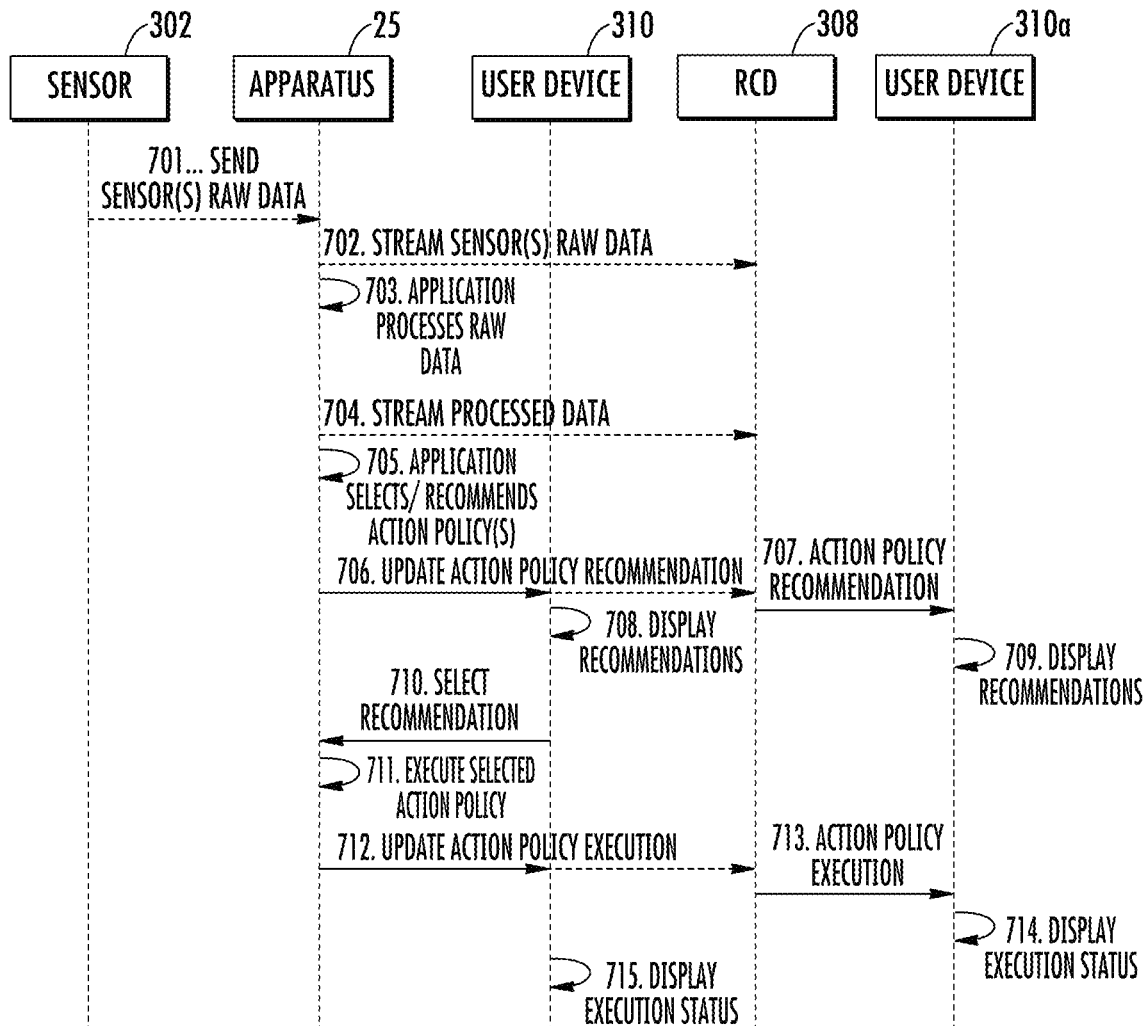 302
25
310
308
310a
SENSOR
APPARATUS
USER DEVICE
RCD
USER DEVICE
701... SEND
SENSOR(S) RAW DATA
702. STREAM SENSOR(S) RAW DATA
703. APPLICATION
PROCESSES RAW
DATA
704. STREAM PROCESSED DATA
705. APPLICATION
SELECTS/ RECOMMENDS
ACTION POLICY(S)
706. UPDATE ACTION POLICY RECOMMENDATION
707. ACTION POLICY
RECOMMENDATION
708. DISPLAY
RECOMMENDATIONS
709. DISPLAY
RECOMMENDATIONS
710. SELECT
RECOMMENDATION
711. EXECUTE SELECTED
ACTION POLICY
712. UPDATE ACTION POLICY EXECUTION
713. ACTION POLICY
EXECUTION
714. DISPLAY
EXECUTION STATUS
715. DISPLAY
EXECUTION STATUS